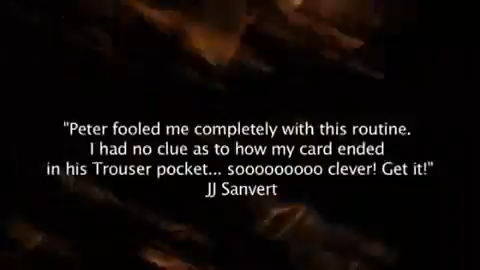 "Peter fooled me completely with this routine.
I had no clue as to how my card ended
in his Trouser pocket... sooooooooo clever! Get it!"
JJ Sanvert